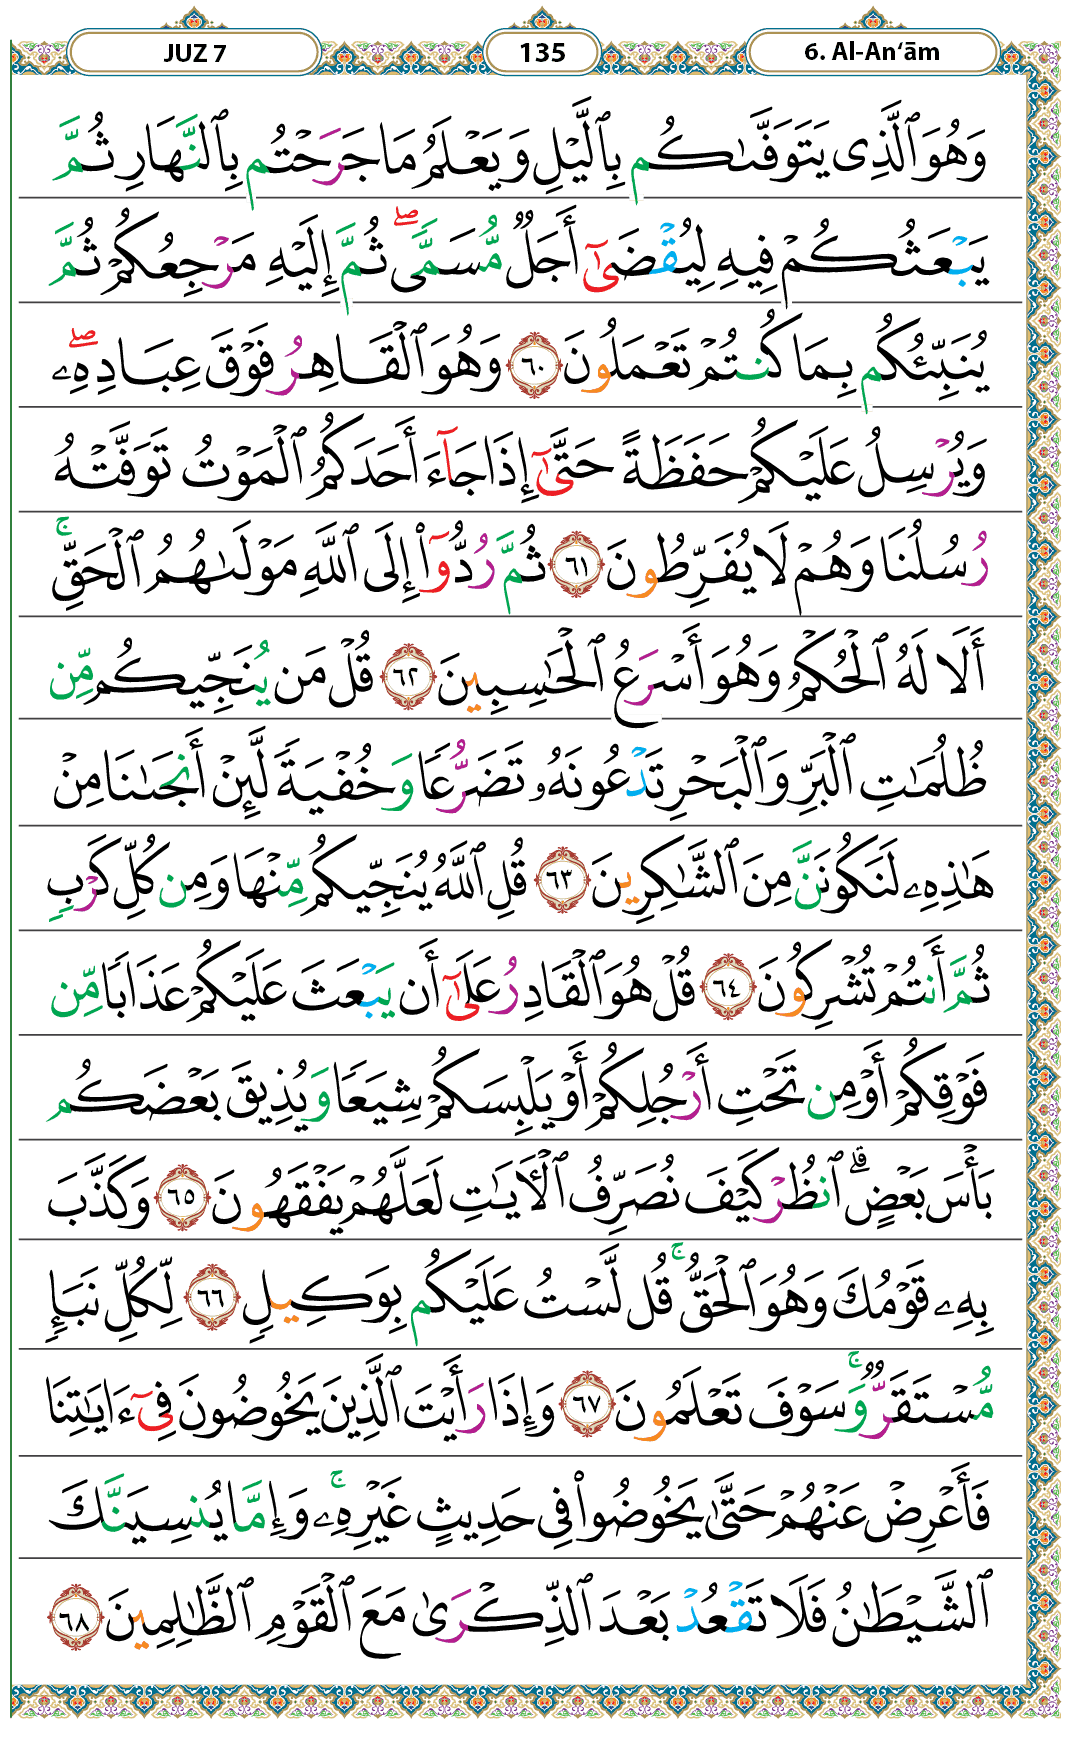 JUZ 7
135
6. Al-An‘ām
وَهُوَ ٱلَّذِى يَتَوَفَّىٰكُم بِٱلَّيْلِ وَيَعْلَمُ مَا جَرَحْتُم بِٱلنَّهَارِ ثُمَّ
يَبْعَثُكُمْ فِيهِ لِيُقْضَىٰٓ أَجَلٌ مُّسَمًّى ۖ ثُمَّ إِلَيْهِ مَرْجِعُكُمْ ثُمَّ
يُنَبِّئُكُم بِمَا كُنتُمْ تَعْمَلُونَ ٦٠ وَهُوَ ٱلْقَاهِرُ فَوْقَ عِبَادِهِۦ ۖ
وَيُرْسِلُ عَلَيْكُمْ حَفَظَةً حَتَّىٰٓ إِذَا جَآءَ أَحَدَكُمُ ٱلْمَوْتُ تَوَفَّتْهُ
رُسُلُنَا وَهُمْ لَا يُفَرِّطُونَ ٦١ ثُمَّ رُدُّوٓا۟ إِلَى ٱللَّهِ مَوْلَىٰهُمُ ٱلْحَقِّ ۚ
أَلَا لَهُ ٱلْحُكْمُ وَهُوَ أَسْرَعُ ٱلْحَـٰسِبِينَ ٦٢ قُلْ مَن يُنَجِّيكُم مِّن
ظُلُمَـٰتِ ٱلْبَرِّ وَٱلْبَحْرِ تَدْعُونَهُۥ تَضَرُّعًا وَخُفْيَةً لَّئِنْ أَنجَىٰنَا مِنْ
هَـٰذِهِۦ لَنَكُونَنَّ مِنَ ٱلشَّـٰكِرِينَ ٦٣ قُلِ ٱللَّهُ يُنَجِّيكُم مِّنْهَا وَمِن كُلِّ كَرْبٍ
ثُمَّ أَنتُمْ تُشْرِكُونَ ٦٤ قُلْ هُوَ ٱلْقَادِرُ عَلَىٰٓ أَن يَبْعَثَ عَلَيْكُمْ عَذَابًا مِّن
فَوْقِكُمْ أَوْ مِن تَحْتِ أَرْجُلِكُمْ أَوْ يَلْبِسَكُمْ شِيَعًا وَيُذِيقَ بَعْضَكُم
بَأْسَ بَعْضٍ ۗ ٱنظُرْ كَيْفَ نُصَرِّفُ ٱلْـَٔايَـٰتِ لَعَلَّهُمْ يَفْقَهُونَ ٦٥ وَكَذَّبَ
بِهِۦ قَوْمُكَ وَهُوَ ٱلْحَقُّ ۚ قُل لَّسْتُ عَلَيْكُم بِوَكِيلٍ ٦٦ لِّكُلِّ نَبَإٍ
مُّسْتَقَرٌّ ۚ وَسَوْفَ تَعْلَمُونَ ٦٧ وَإِذَا رَأَيْتَ ٱلَّذِينَ يَخُوضُونَ فِىٓ ءَايَـٰتِنَا
فَأَعْرِضْ عَنْهُمْ حَتَّىٰ يَخُوضُوا۟ فِى حَدِيثٍ غَيْرِهِۦ ۚ وَإِمَّا يُنسِيَنَّكَ
ٱلشَّيْطَـٰنُ فَلَا تَقْعُدْ بَعْدَ ٱلذِّكْرَىٰ مَعَ ٱلْقَوْمِ ٱلظَّـٰلِمِينَ ٦٨